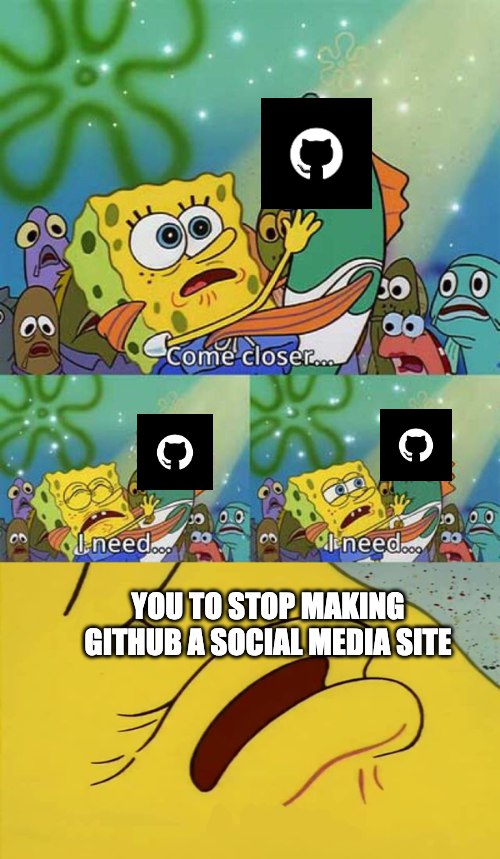 Come closer...
I need...
I need...
YOU TO STOP MAKING
GITHUB A SOCIAL MEDIA SITE